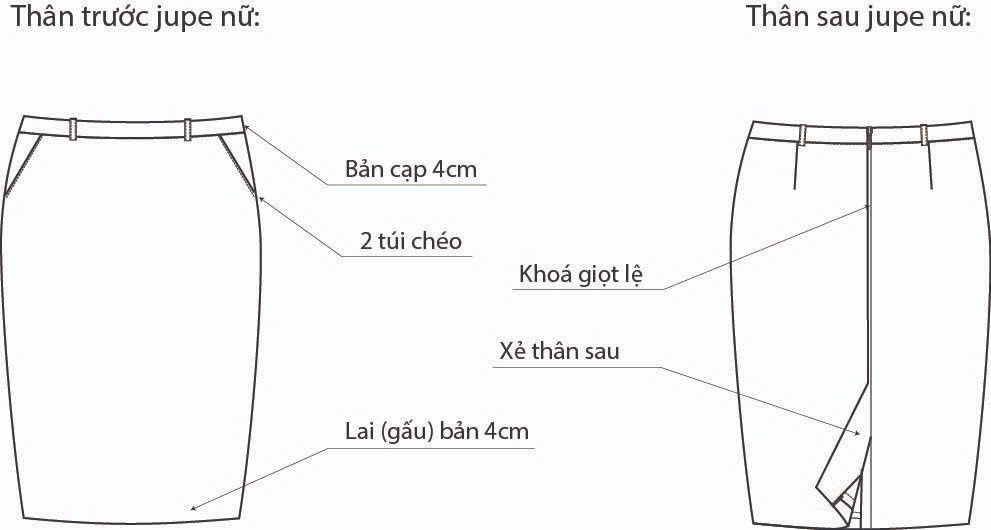 Thân trước jupe nữ:
Thân sau jupe nữ:
Bản cạp 4cm
2 túi chéo
Khoá giọt lệ
Xẻ thân sau
Lai (gấu) bản 4cm